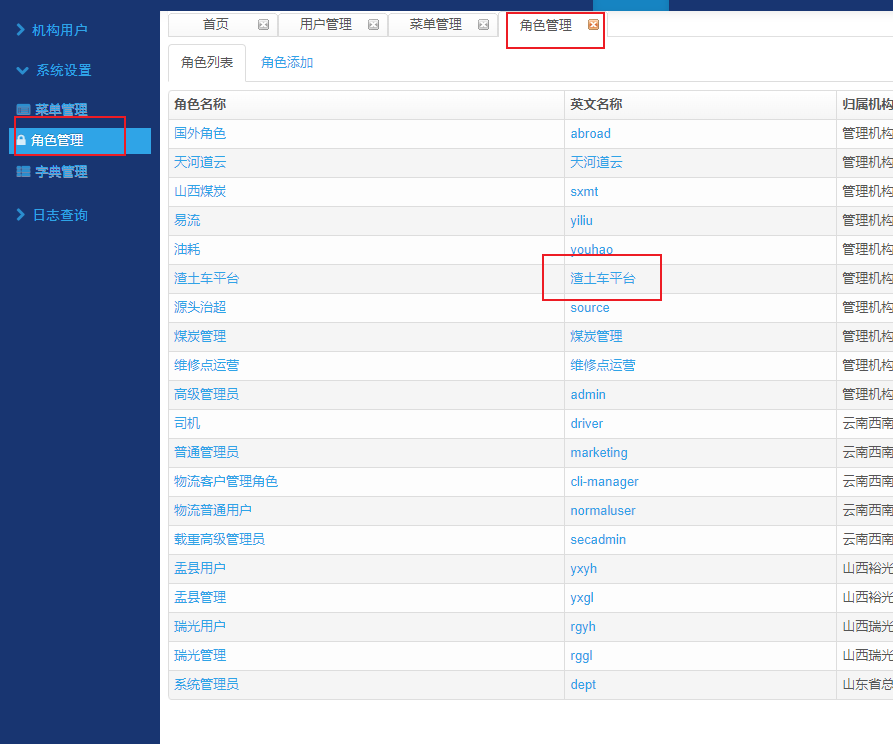 机构用户
系统设置
菜单管理
角色管理
字典管理
日志查询
首页 用户管理 菜单管理 角色管理
角色列表 角色添加
角色名称 英文名称 归属机构
国外角色 abroad 管理机构
天河道云 天河道云 管理机构
山西煤炭 sxmt 管理机构
易流 yiliu 管理机构
油耗 youhao 管理机构
渣土车平台 渣土车平台 管理机构
源头治超 source 管理机构
煤炭管理 煤炭管理 管理机构
维修点运营 维修点运营 管理机构
高级管理员 admin 管理机构
司机 driver 云南西南
普通管理员 marketing 云南西南
物流客户管理角色 cli-manager 云南西南
物流普通用户 normaluser 云南西南
载重高级管理员 secadmin 云南西南
盂县用户 yxyh 山西裕光
盂县管理 yxgl 山西裕光
瑞光用户 rgyh 山西瑞光
瑞光管理 rggl 山西瑞光
系统管理员 dept 山东省总